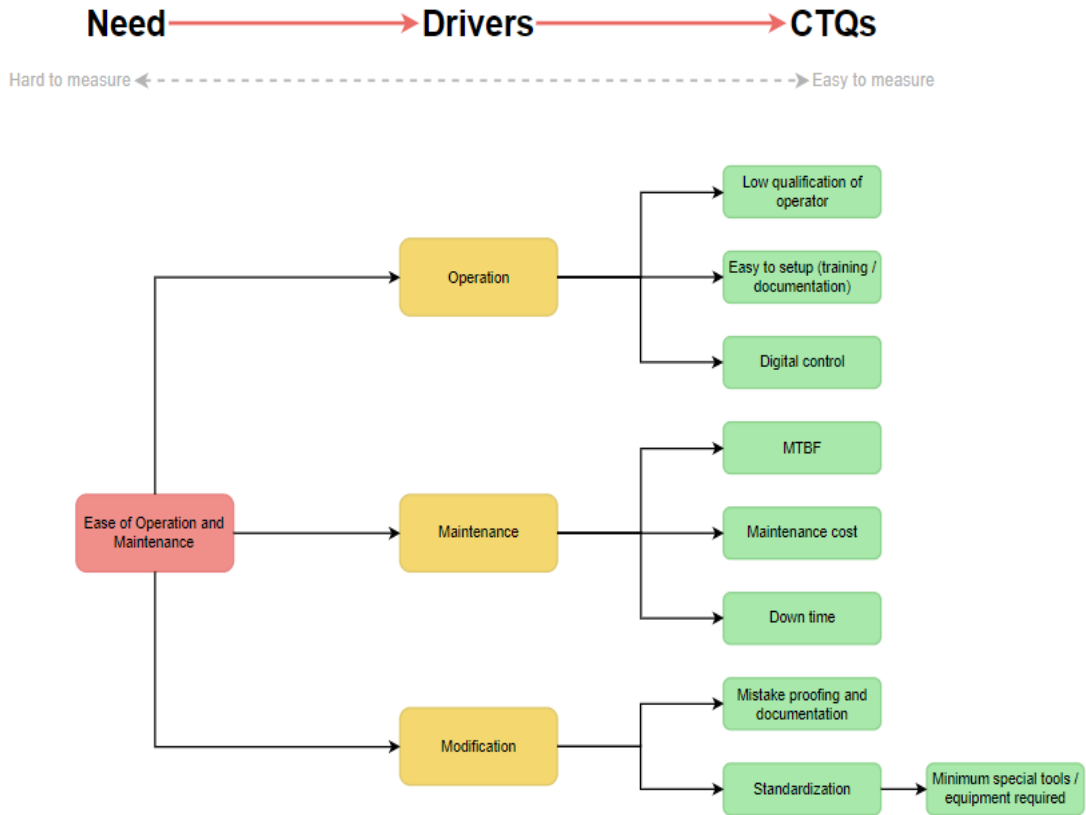 Need
Drivers
CTQs
Hard to measure
Easy to measure
Low qualification of
operator
Operation
Easy to setup (training /
documentation)
Digital control
MTBF
Ease of Operation and
Maintenance
Maintenance
Maintenance cost
Down time
Mistake proofing and
documentation
Modification
Standardization
Minimum special tools /
equipment required